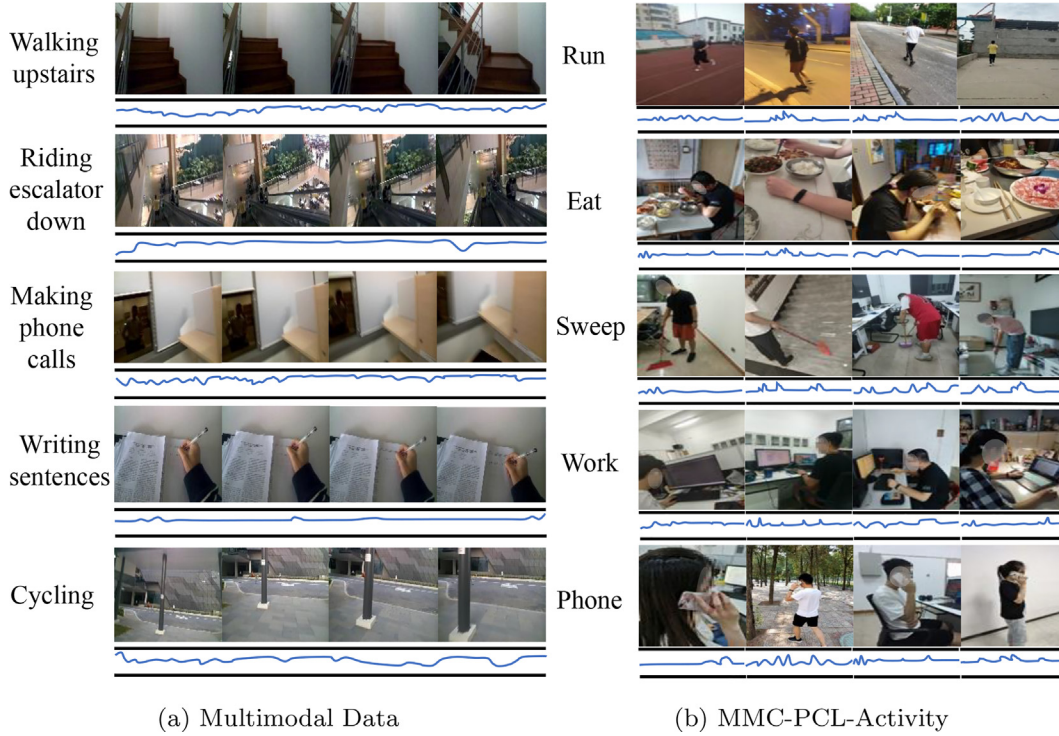 Walking
upstairs
Riding
escalator
down
Making
phone
calls
Writing
sentences
Cycling
(a) Multimodal Data
Run
Eat
Sweep
Work
Phone
(b) MMC-PCL-Activity